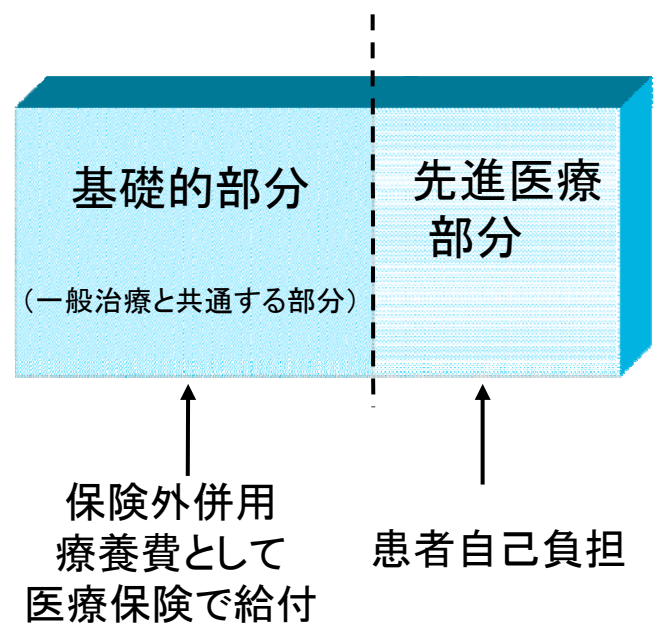 基礎的部分
（一般治療と共通する部分）
先進医療
部分
保険外併用
療養費として
医療保険で給付
患者自己負担